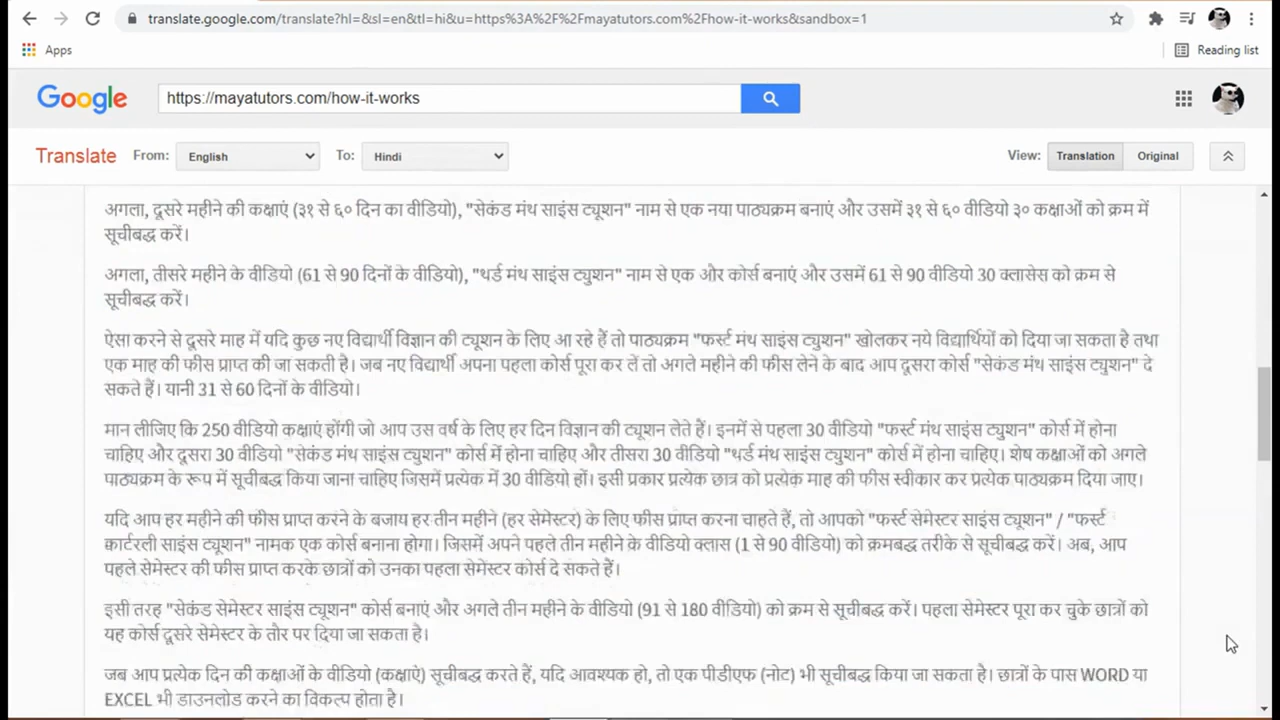 translate.google.com/translate?hl=&sl=en&tl=hi&u=https%3A%2F%2Fmayatutors.com%2Fhow-it-works&sandbox=1
Apps
Reading list
Google
https://mayatutors.com/how-it-works
Translate From: English To: Hindi View: Translation Original
अगला, दूसरे महीने की कक्षाएं (३१ से ६० दिन का वीडियो), "सेकंड मंथ साइंस ट्यूशन" नाम से एक नया पाठ्यक्रम बनाएं और उसमें ३१ से ६० वीडियो ३० कक्षाओं को क्रम में
सूचीबद्ध करें।
अगला, तीसरे महीने के वीडियो (61 से 90 दिनों के वीडियो), "थर्ड मंथ साइंस ट्युशन" नाम से एक और कोर्स बनाएं और उसमें 61 से 90 वीडियो 30 क्लासेस को क्रम से
सूचीबद्ध करें।
ऐसा करने से दूसरे माह में यदि कुछ नए विद्यार्थी विज्ञान की ट्यूशन के लिए आ रहे हैं तो पाठ्यक्रम "फर्स्ट मंथ साइंस ट्यूशन" खोलकर नये विद्यार्थियों को दिया जा सकता है तथा
एक माह की फीस प्राप्त की जा सकती है। जब नए विद्यार्थी अपना पहला कोर्स पूरा कर लें तो अगले महीने की फीस लेने के बाद आप दूसरा कोर्स "सेकंड मंथ साइंस ट्यूशन" दे
सकते हैं। यानी 31 से 60 दिनों के वीडियो।
मान लीजिए कि 250 वीडियो कक्षाएं होंगी जो आप उस वर्ष के लिए हर दिन विज्ञान की ट्यूशन लेते हैं। इनमें से पहला 30 वीडियो "फर्स्ट मंथ साइंस ट्यूशन" कोर्स में होना
चाहिए और दूसरा 30 वीडियो "सेकंड मंथ साइंस ट्यूशन" कोर्स में होना चाहिए और तीसरा 30 वीडियो "थर्ड मंथ साइंस ट्यूशन" कोर्स में होना चाहिए। शेष कक्षाओं को अगले
पाठ्यक्रम के रूप में सूचीबद्ध किया जाना चाहिए जिसमें प्रत्येक में 30 वीडियो हों। इसी प्रकार प्रत्येक छात्र को प्रत्येक माह की फीस स्वीकार कर प्रत्येक पाठ्यक्रम दिया जाए।
यदि आप हर महीने की फीस प्राप्त करने के बजाय हर तीन महीने (हर सेमेस्टर) के लिए फीस प्राप्त करना चाहते हैं, तो आपको "फर्स्ट सेमेस्टर साइंस ट्यूशन" / "फर्स्ट
क्वार्टरली साइंस ट्यूशन" नामक एक कोर्स बनाना होगा। जिसमें अपने पहले तीन महीने के वीडियो क्लास (1 से 90 वीडियो) को क्रमबद्ध तरीके से सूचीबद्ध करें। अब, आप
पहले सेमेस्टर की फीस प्राप्त करके छात्रों को उनका पहला सेमेस्टर कोर्स दे सकते हैं।
इसी तरह "सेकंड सेमेस्टर साइंस ट्यूशन" कोर्स बनाएं और अगले तीन महीने के वीडियो (91 से 180 वीडियो) को क्रम से सूचीबद्ध करें। पहला सेमेस्टर पूरा कर चुके छात्रों को
यह कोर्स दूसरे सेमेस्टर के तौर पर दिया जा सकता है।
जब आप प्रत्येक दिन की कक्षाओं के वीडियो (कक्षाएं) सूचीबद्ध करते हैं, यदि आवश्यक हो, तो एक पीडीएफ (नोट) भी सूचीबद्ध किया जा सकता है। छात्रों के पास WORD या
EXCEL भी डाउनलोड करने का विकल्प होता है।